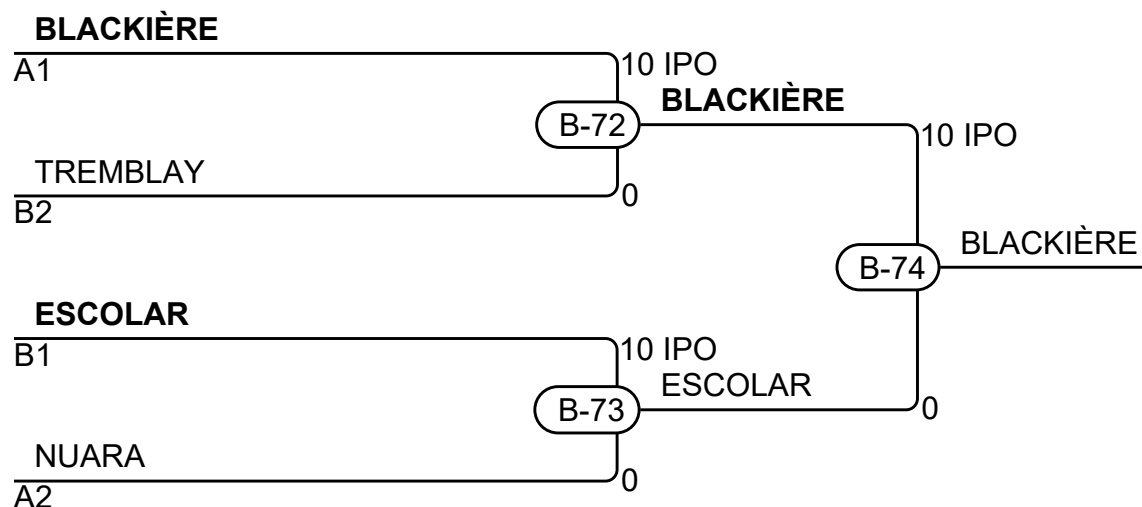 BLACKIÈRE
A1
10 IPO
BLACKIÈRE
B-72
10 IPO
TREMBLAY
B2
0
BLACKIÈRE
B-74
ESCOLAR
B1
10 IPO
ESCOLAR
B-73
0
NUARA
A2
0